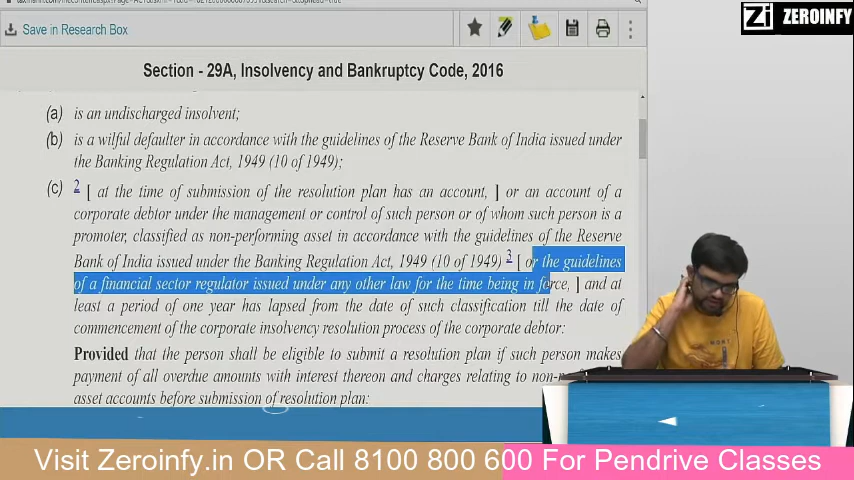 Save in Research Box
Zi ZEROINFY
Section - 29A, Insolvency and Bankruptcy Code, 2016
(a) is an undischarged insolvent;
(b) is a wilful defaulter in accordance with the guidelines of the Reserve Bank of India issued under
the Banking Regulation Act, 1949 (10 of 1949);
(c) 2 [ at the time of submission of the resolution plan has an account, ] or an account of a
corporate debtor under the management or control of such person or of whom such person is a
promoter, classified as non-performing asset in accordance with the guidelines of the Reserve
Bank of India issued under the Banking Regulation Act, 1949 (10 of 1949) 3 [ or the guidelines
of a financial sector regulator issued under any other law for the time being in force, ] and at
least a period of one year has lapsed from the date of such classification till the date of
commencement of the corporate insolvency resolution process of the corporate debtor:
Provided that the person shall be eligible to submit a resolution plan if such person makes
payment of all overdue amounts with interest thereon and charges relating to
asset accounts before submission of resolution plan:
Visit Zeroinfy.in OR Call 8100 800 600 For Pendrive Classes